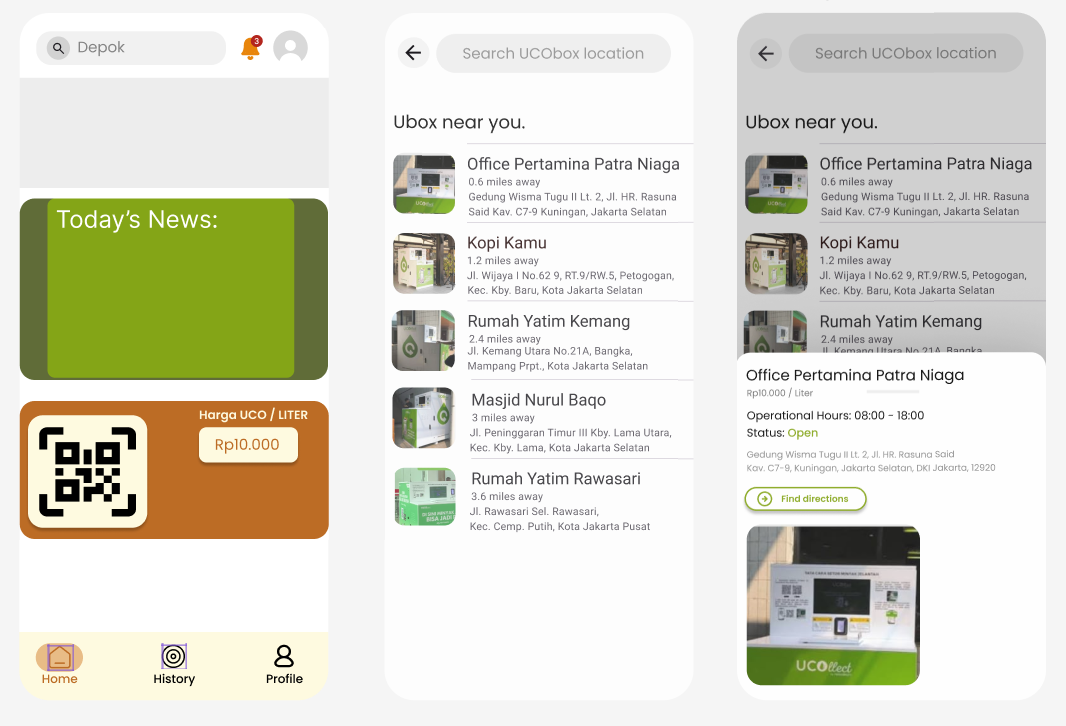 Depok
3
Today's News:
Harga UCO / LITER
Rp10.000
Home
History
Profile
Search UCObox location
Ubox near you.
Office Pertamina Patra Niaga
0.6 miles away
Gedung Wisma Tugu II Lt. 2, Jl. HR. Rasuna
Said Kav. C7-9 Kuningan, Jakarta Selatan
Kopi Kamu
1.2 miles away
Jl. Wijaya I No.62 9, RT.9/RW.5, Petogogan,
Kec. Kby. Baru, Kota Jakarta Selatan
Rumah Yatim Kemang
2.4 miles away
Jl. Kemang Utara No.21A, Bangka,
Mampang Prpt., Kota Jakarta Selatan
Masjid Nurul Baqo
3 miles away
Jl. Peninggaran Timur III Kby. Lama Utara,
Kec. Kby. Lama, Kota Jakarta Selatan
Rumah Yatim Rawasari
3.6 miles away
Jl. Rawasari Sel. Rawasari,
Kec. Cemp. Putih, Kota Jakarta Pusat
Search UCObox location
Ubox near you.
Office Pertamina Patra Niaga
0.6 miles away
Gedung Wisma Tugu II Lt. 2, Jl. HR. Rasuna
Said Kav. C7-9 Kuningan, Jakarta Selatan
Kopi Kamu
1.2 miles away
Jl. Wijaya I No.62 9, RT.9/RW.5, Petogogan,
Kec. Kby. Baru, Kota Jakarta Selatan
Rumah Yatim Kemang
2.4 miles away
Jl. Kemang Utara No.21A, Bangka,
Office Pertamina Patra Niaga
Rp10.000 / Liter
Operational Hours: 08:00 - 18:00
Status: Open
Gedung Wisma Tugu II Lt. 2, Jl. HR. Rasuna Said
Kav. C7-9, Kuningan, Jakarta Selatan, DKI Jakarta, 12920
Find directions
UCOllect